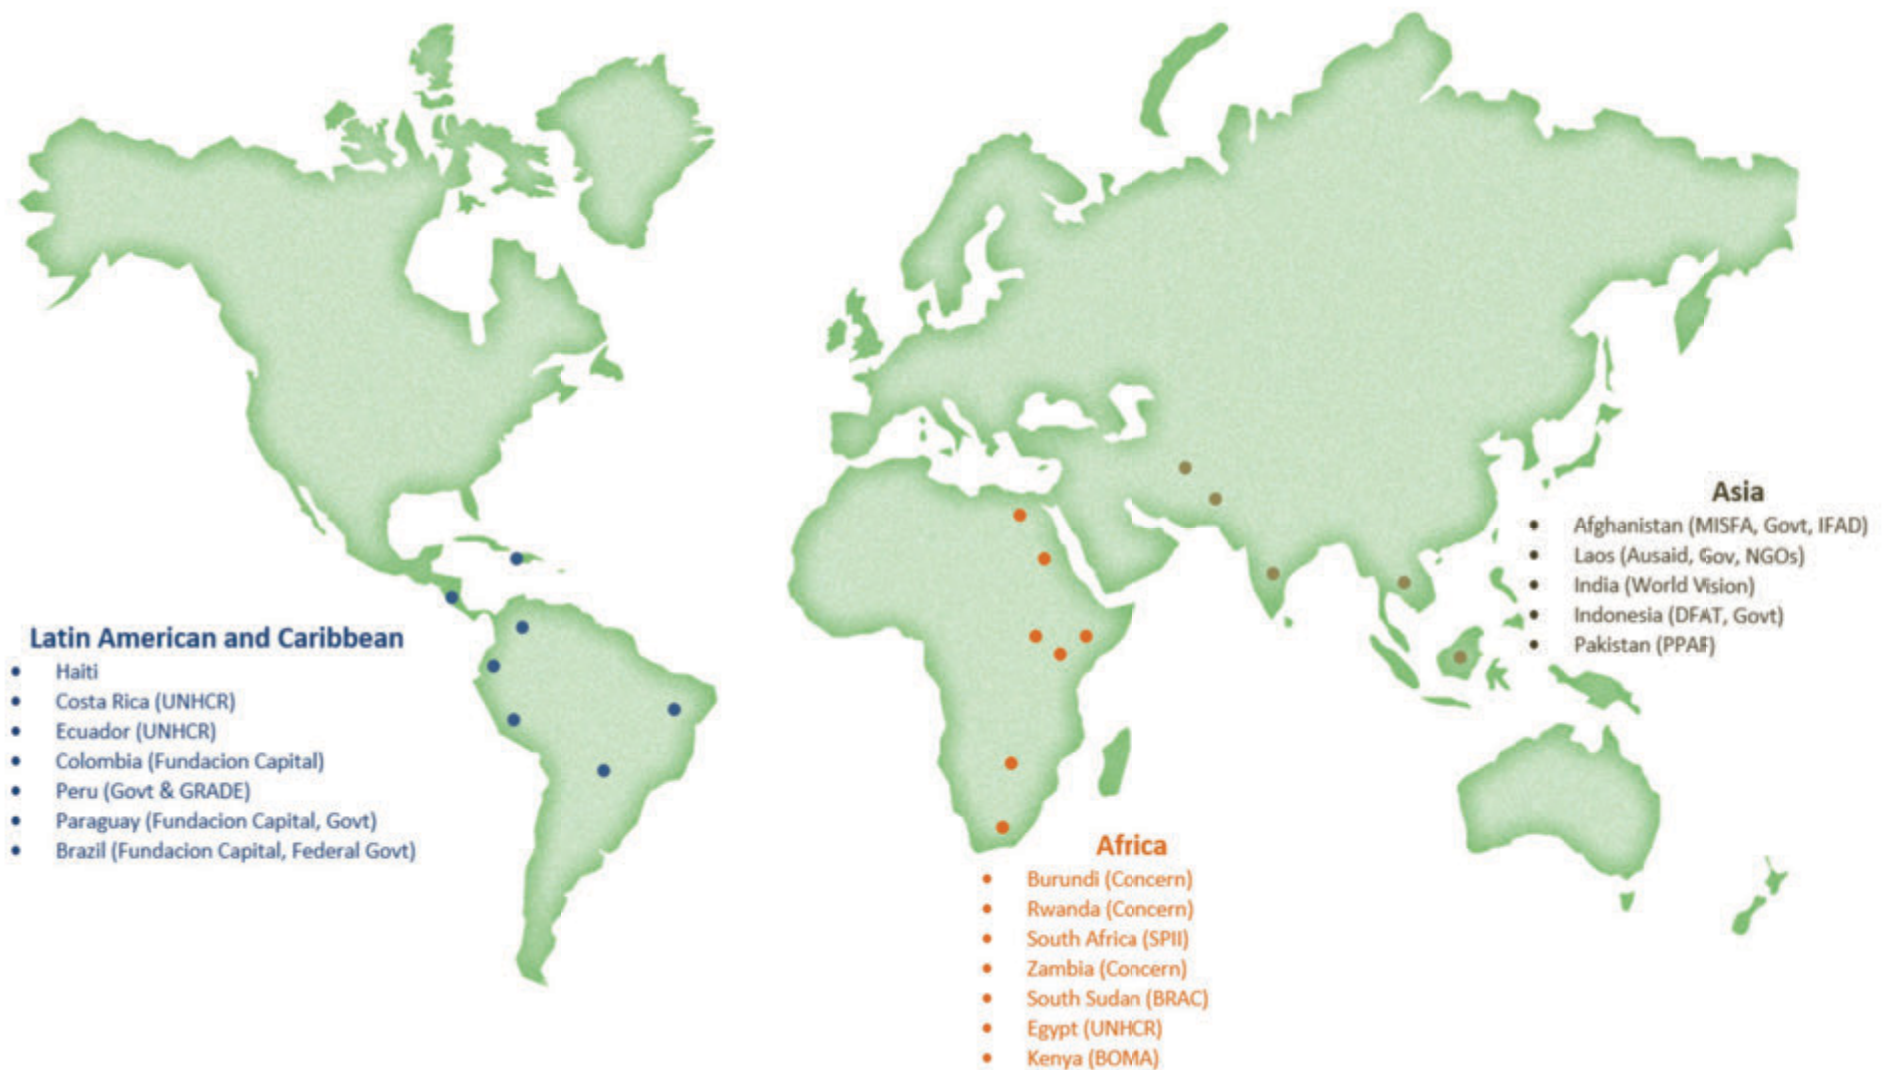 Latin American and Caribbean
• Haiti
• Costa Rica (UNHCR)
• Ecuador (UNHCR)
• Colombia (Fundacion Capital)
• Peru (Govt & GRADE)
• Paraguay (Fundacion Capital, Govt)
• Brazil (Fundacion Capital, Federal Govt)
Africa
• Burundi (Concern)
• Rwanda (Concern)
• South Africa (SPII)
• Zambia (Concern)
• South Sudan (BRAC)
• Egypt (UNHCR)
• Kenya (BOMA)
Asia
• Afghanistan (MISFA, Govt, IFAD)
• Laos (Ausaid, Gov, NGOs)
• India (World Vision)
• Indonesia (DFAT, Govt)
• Pakistan (PPAF)